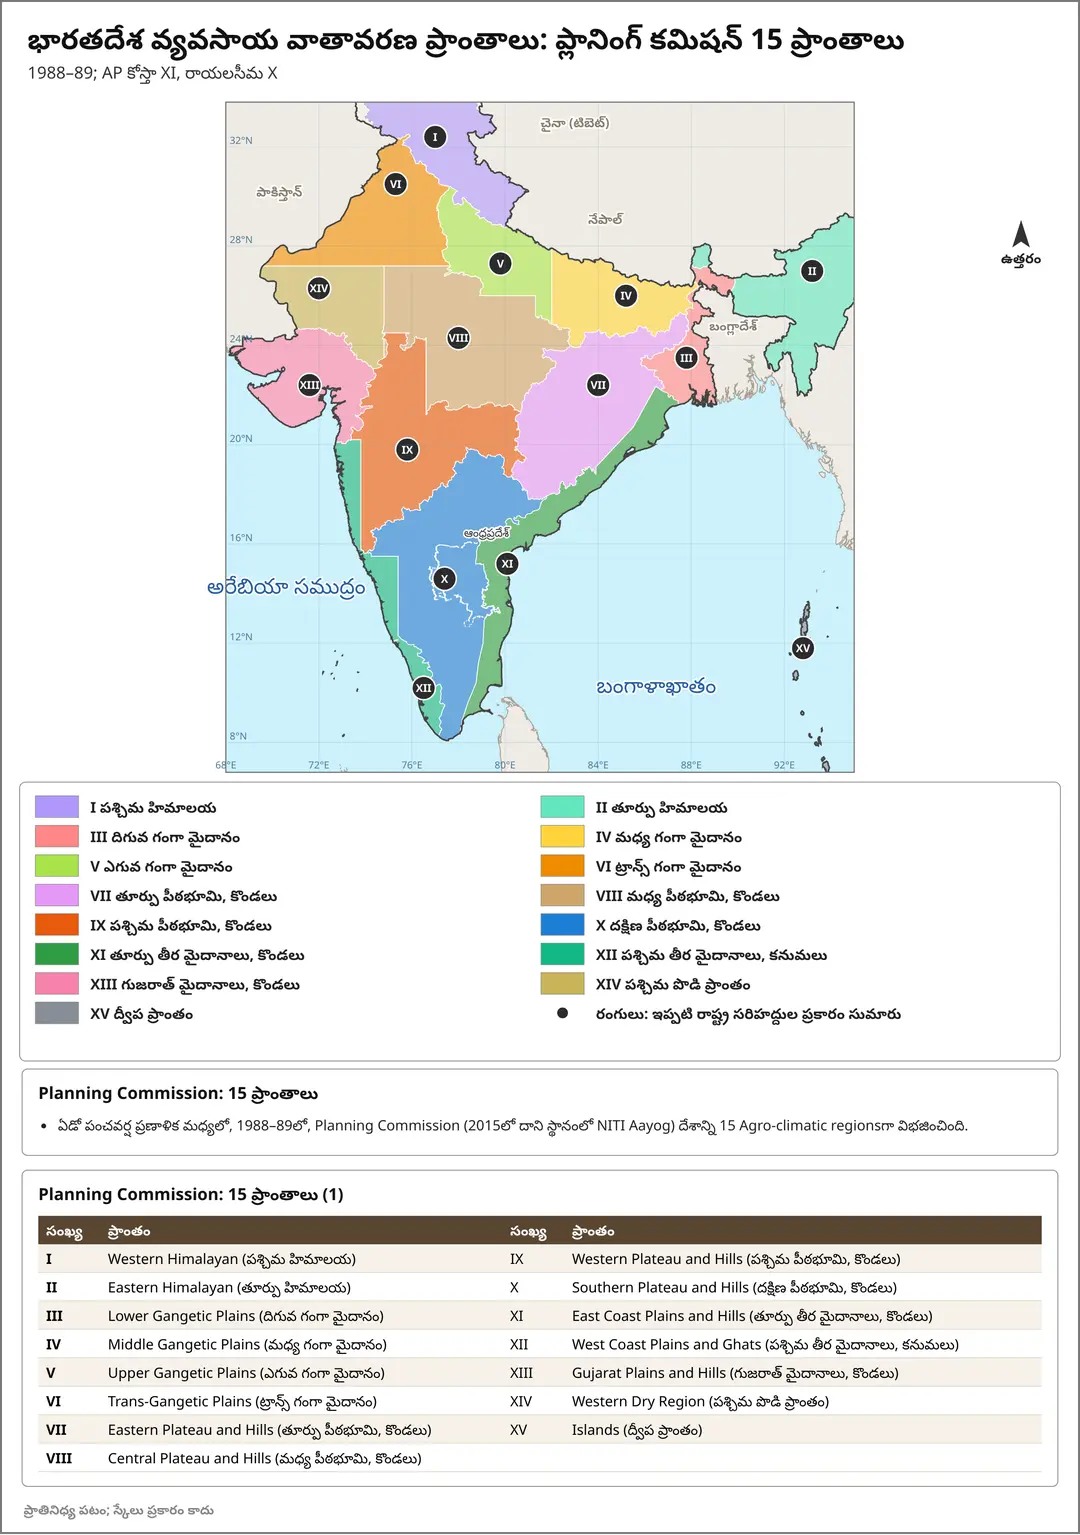 భారతదేశ వ్యవసాయ వాతావరణ ప్రాంతాలు: ప్లానింగ్ కమిషన్ 15 ప్రాంతాలు
1988–89; AP కోస్తా XI, రాయలసీమ X
చైనా (టిబెట్)
32°N
I
VI
పాకిస్తాన్
నేపాల్
28°N
ఉత్తరం
V
II
XIV
IV
బంగ్లాదేశ్
24°N
VIII
III
XIII
VII
20°N
IX
16°N
ఆంధ్రప్రదేశ్
XI
X
అరేబియా సముద్రం
12°N
XV
XII
బంగాళాఖాతం
8°N
68°E 72°E 76°E 80°E 84°E 88°E 92°E
I పశ్చిమ హిమాలయ
II తూర్పు హిమాలయ
III దిగువ గంగా మైదానం
IV మధ్య గంగా మైదానం
V ఎగువ గంగా మైదానం
VI ట్రాన్స్ గంగా మైదానం
VII తూర్పు పీఠభూమి, కొండలు
VIII మధ్య పీఠభూమి, కొండలు
IX పశ్చిమ పీఠభూమి, కొండలు
X దక్షిణ పీఠభూమి, కొండలు
XI తూర్పు తీర మైదానాలు, కొండలు
XII పశ్చిమ తీర మైదానాలు, కనుమలు
XIII గుజరాత్ మైదానాలు, కొండలు
XIV పశ్చిమ పొడి ప్రాంతం
XV ద్వీప ప్రాంతం
రంగులు: ఇప్పటి రాష్ట్ర సరిహద్దుల ప్రకారం సుమారు
Planning Commission: 15 ప్రాంతాలు
• ఏడో పంచవర్ష ప్రణాళిక మధ్యలో, 1988–89లో, Planning Commission (2015లో దాని స్థానంలో NITI Aayog) దేశాన్ని 15 Agro-climatic regionsగా విభజించింది.
Planning Commission: 15 ప్రాంతాలు (1)
సంఖ్య ప్రాంతం సంఖ్య ప్రాంతం
I Western Himalayan (పశ్చిమ హిమాలయ) IX Western Plateau and Hills (పశ్చిమ పీఠభూమి, కొండలు)
II Eastern Himalayan (తూర్పు హిమాలయ) X Southern Plateau and Hills (దక్షిణ పీఠభూమి, కొండలు)
III Lower Gangetic Plains (దిగువ గంగా మైదానం) XI East Coast Plains and Hills (తూర్పు తీర మైదానాలు, కొండలు)
IV Middle Gangetic Plains (మధ్య గంగా మైదానం) XII West Coast Plains and Ghats (పశ్చిమ తీర మైదానాలు, కనుమలు)
V Upper Gangetic Plains (ఎగువ గంగా మైదానం) XIII Gujarat Plains and Hills (గుజరాత్ మైదానాలు, కొండలు)
VI Trans-Gangetic Plains (ట్రాన్స్ గంగా మైదానం) XIV Western Dry Region (పశ్చిమ పొడి ప్రాంతం)
VII Eastern Plateau and Hills (తూర్పు పీఠభూమి, కొండలు) XV Islands (ద్వీప ప్రాంతం)
VIII Central Plateau and Hills (మధ్య పీఠభూమి, కొండలు)
ప్రాతినిధ్య పటం; స్కేలు ప్రకారం కాదు